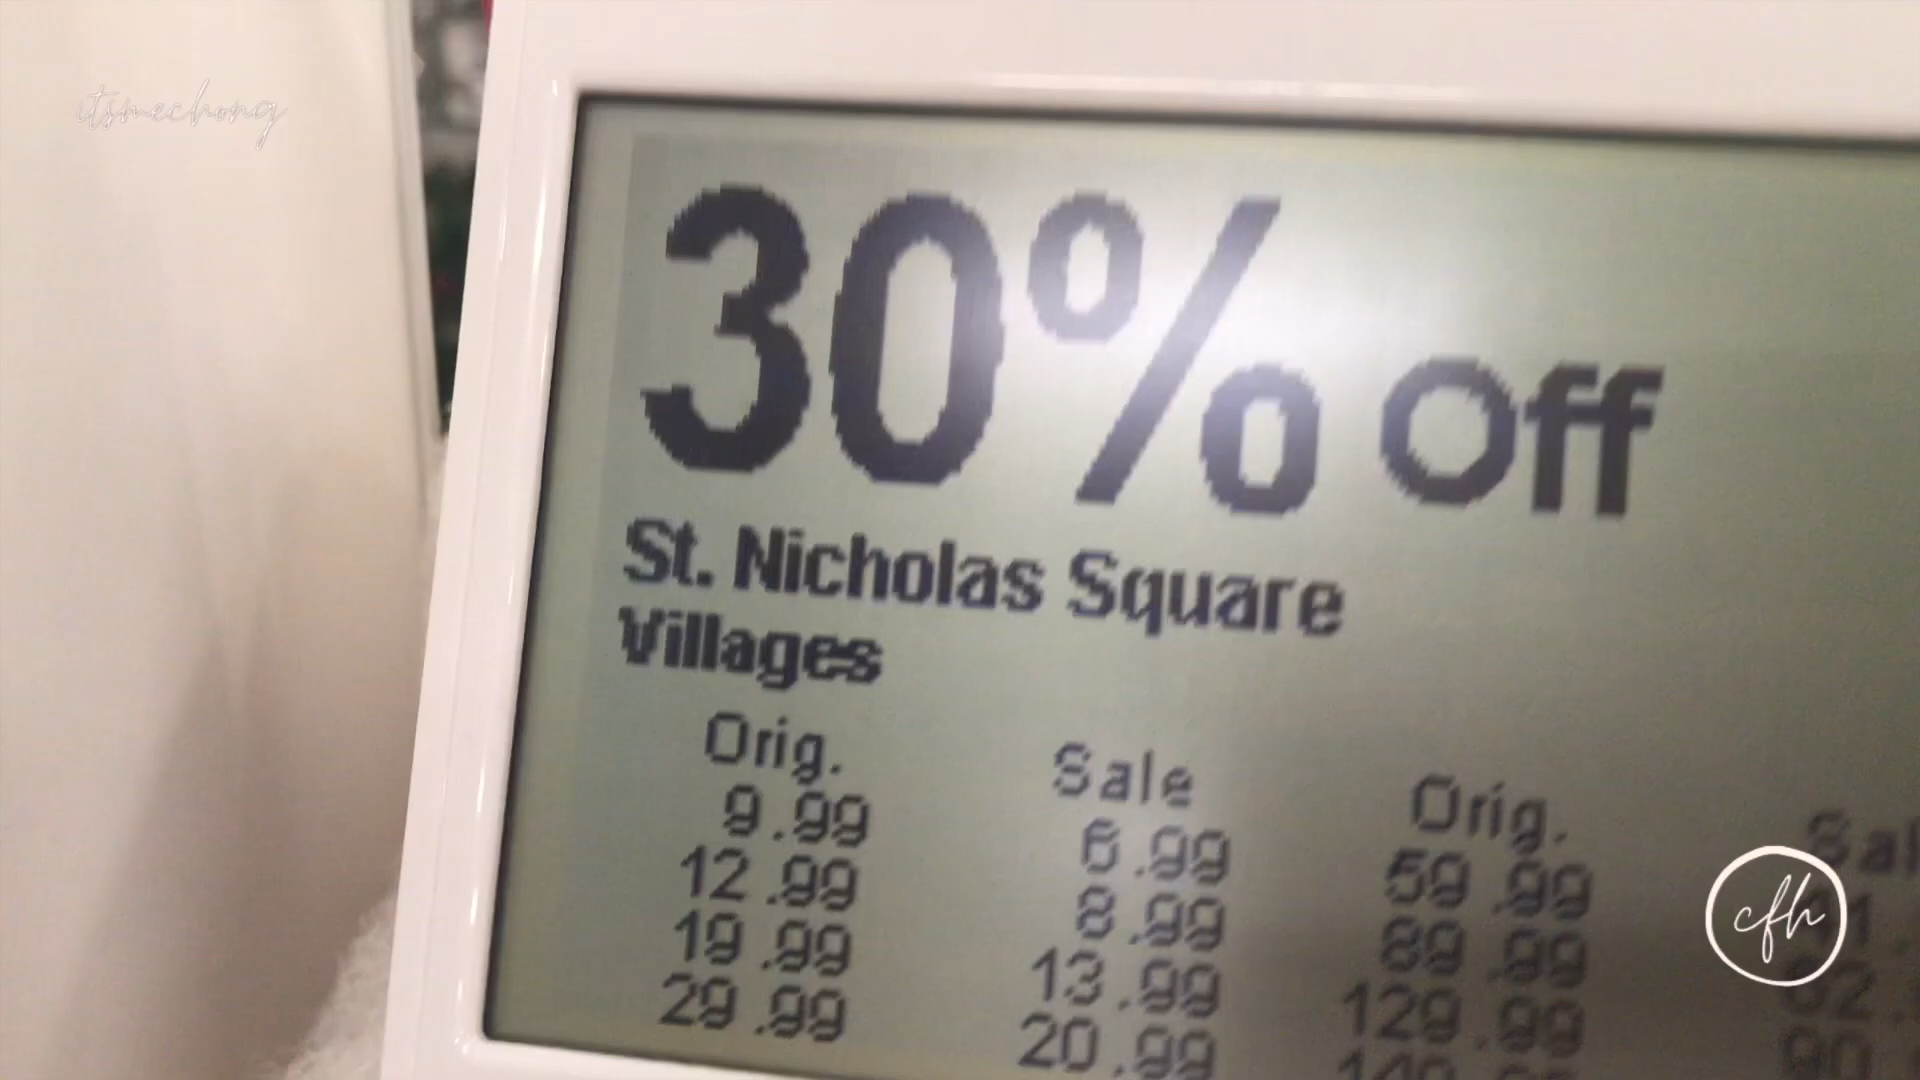 itsmechong
30% Off
St. Nicholas Square
Villages
Orig. Sale Orig.
9.99 6.99 59.99
12.99 8.99 89.99
19.99 13.99 129.99
29.99 20.99
cfh